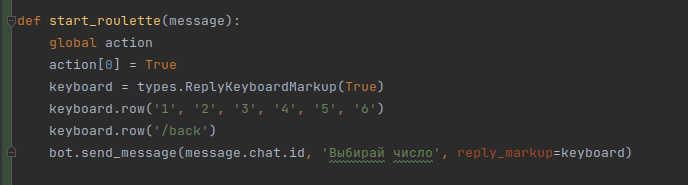 def start_roulette(message):
    global action
    action[0] = True
    keyboard = types.ReplyKeyboardMarkup(True)
    keyboard.row('1', '2', '3', '4', '5', '6')
    keyboard.row('/back')
    bot.send_message(message.chat.id, 'Выбирай число', reply_markup=keyboard)